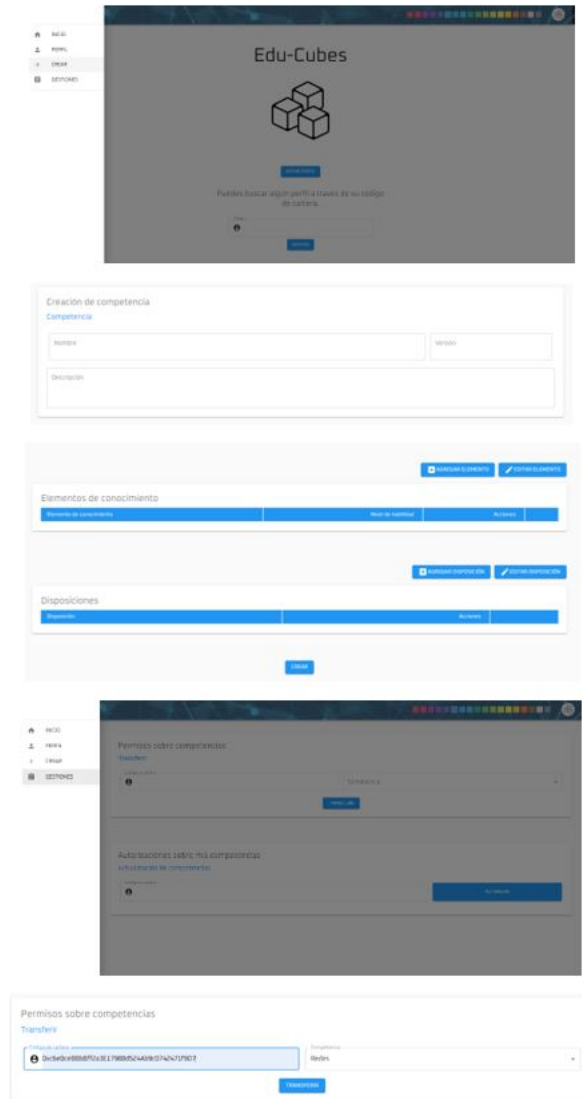 INICIO
PERFIL
CREAR
GESTIONES
Edu-Cubes
Puedes buscar algún perfil a través de su código
de cartera.
Creación de competencia
Competencia
Nombre
Versión
Descripción
AGREGAR ELEMENTO
EDITAR ELEMENTO
Elementos de conocimiento
Elemento de conocimiento
Nivel de habilidad
Acciones
AGREGAR DISPOSICIÓN
EDITAR DISPOSICIÓN
Disposiciones
Disposición
Acciones
CREAR
INICIO
PERFIL
CREAR
GESTIONES
Permisos sobre competencias
Transferir
Competencia
Autorizaciones sobre mis competencias
Permisos sobre competencias
Transferir
Competencia
Redes
TRANSFERIR